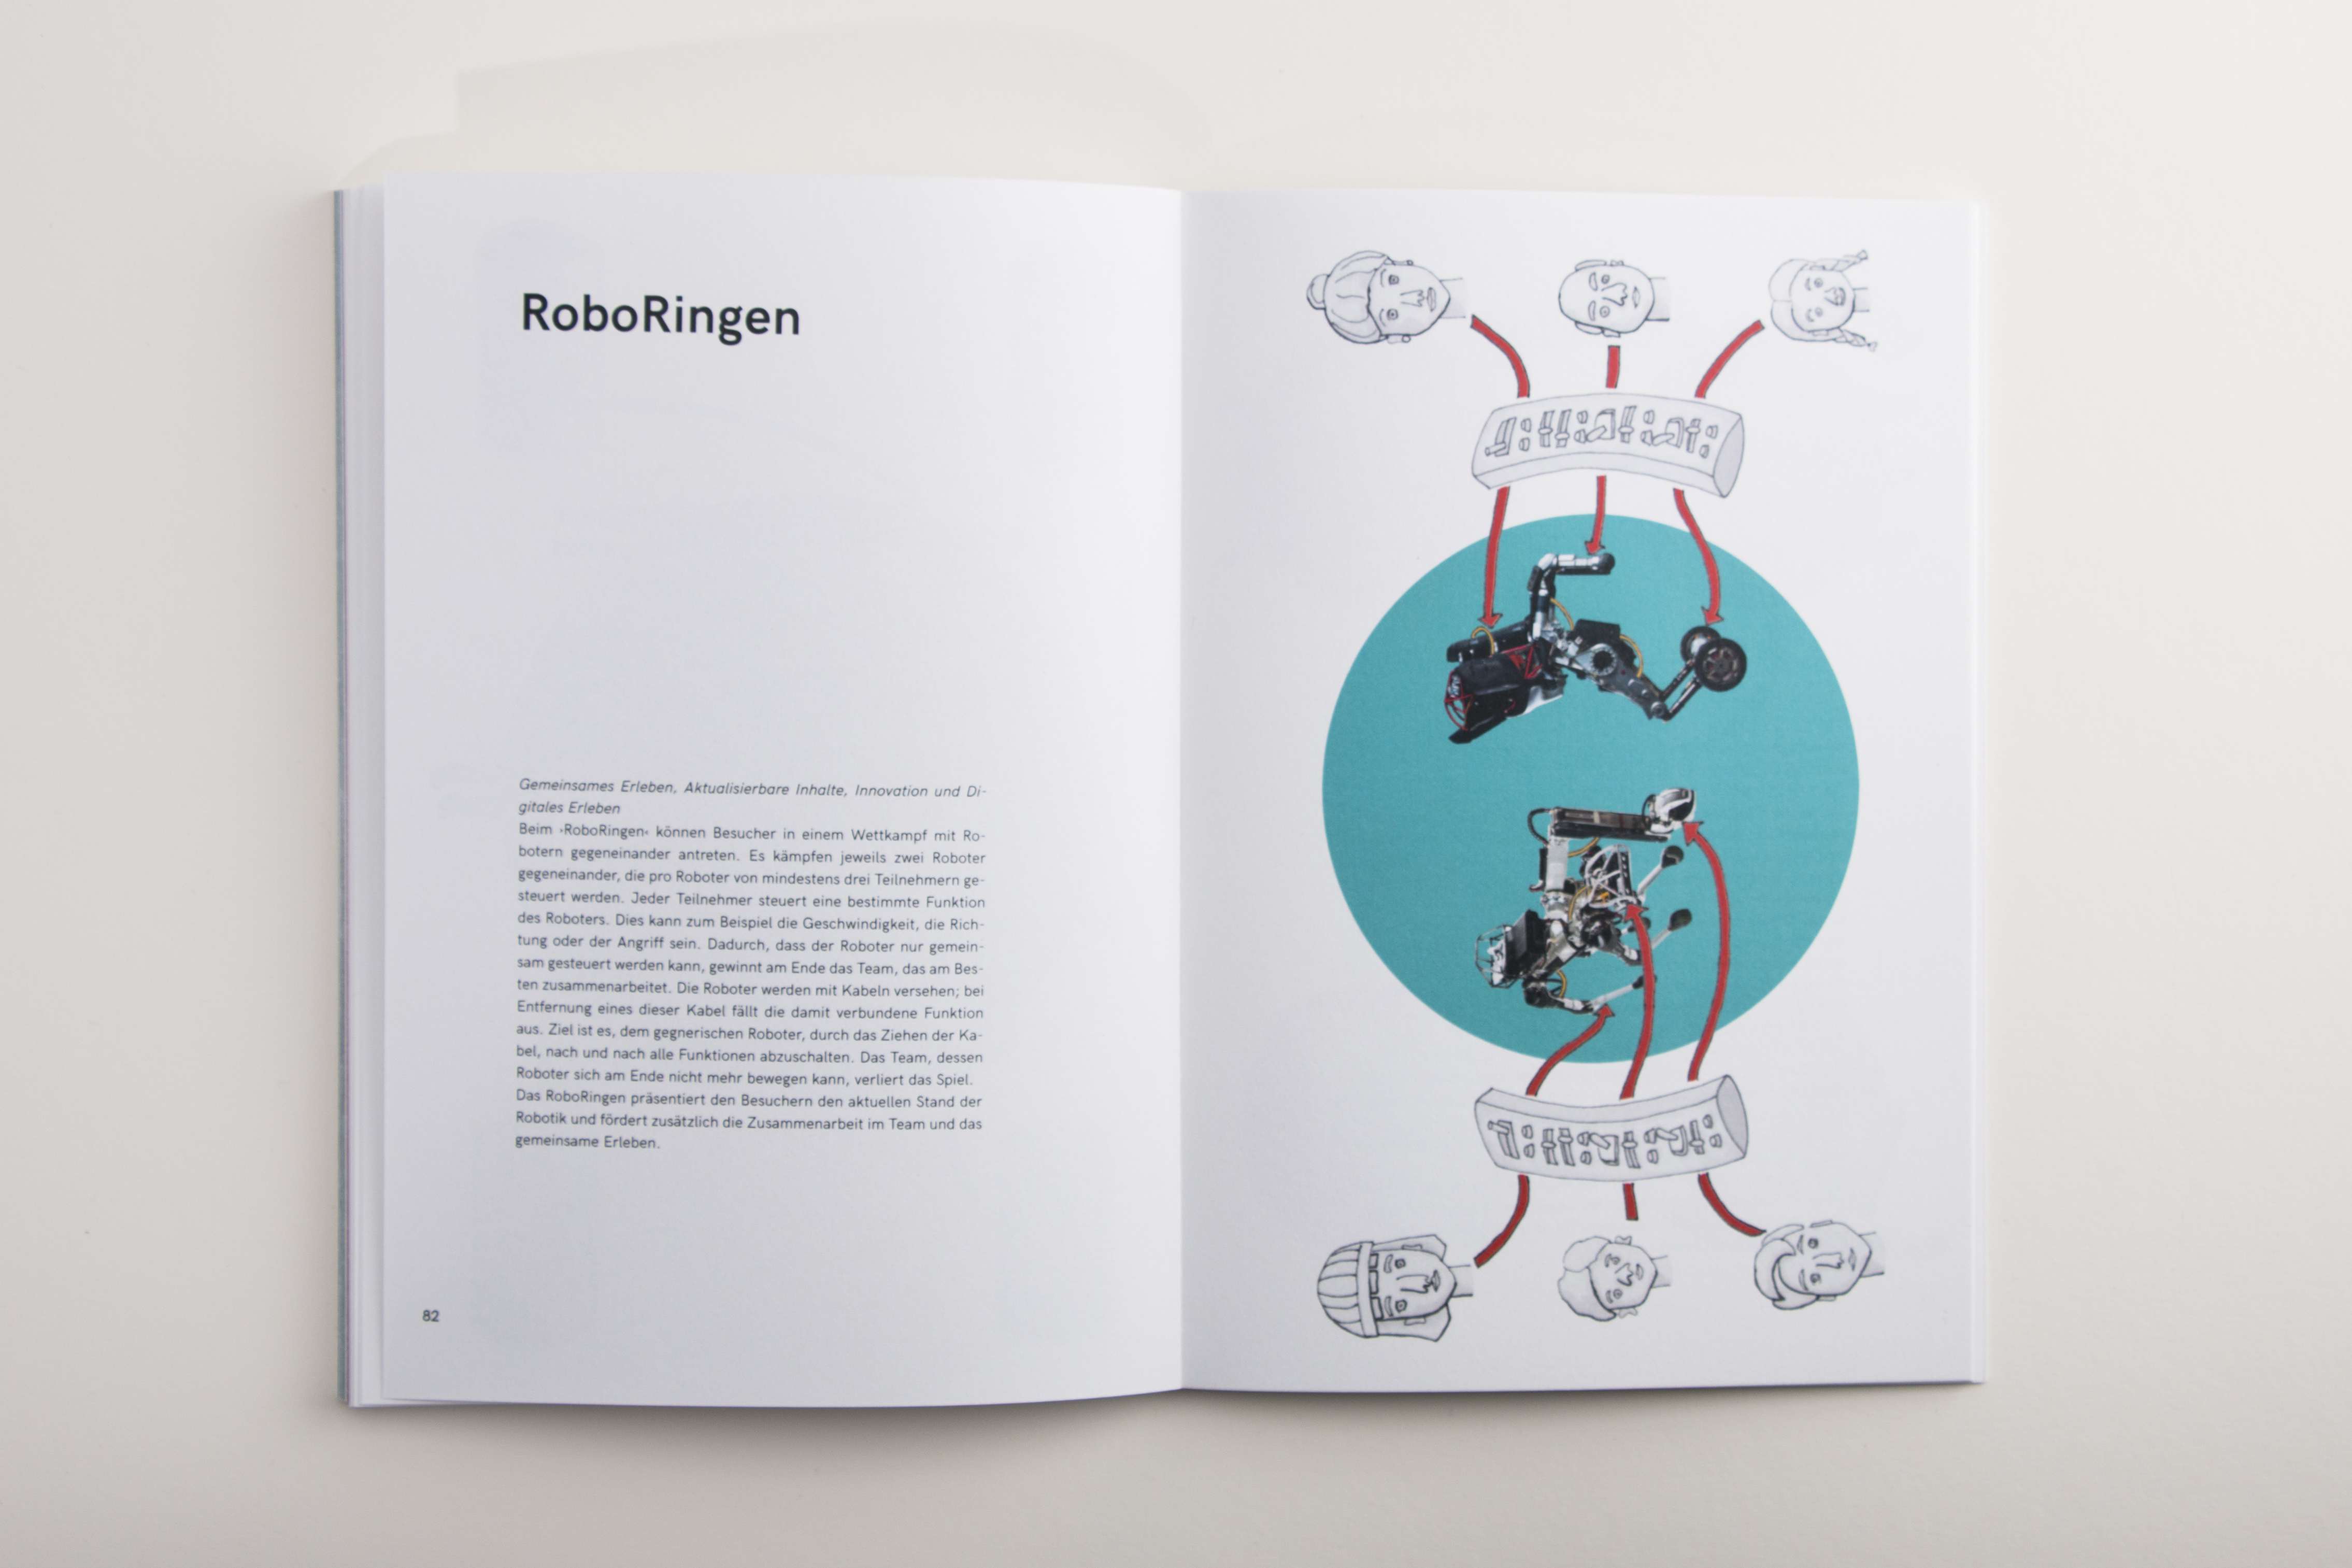 RoboRingen
Gemeinsames Erleben, Aktualisierbare Inhalte, Innovation und Di-
gitales Erleben
Beim ›RoboRingen‹ können Besucher in einem Wettkampf mit Ro-
botern gegeneinander antreten. Es kämpfen jeweils zwei Roboter
gegeneinander, die pro Roboter von mindestens drei Teilnehmern ge-
steuert werden. Jeder Teilnehmer steuert eine bestimmte Funktion
des Roboters. Dies kann zum Beispiel die Geschwindigkeit, die Rich-
tung oder der Angriff sein. Dadurch, dass der Roboter nur gemein-
sam gesteuert werden kann, gewinnt am Ende das Team, das am Bes-
ten zusammenarbeitet. Die Roboter werden mit Kabeln versehen; bei
Entfernung eines dieser Kabel fällt die damit verbundene Funktion
aus. Ziel ist es, dem gegnerischen Roboter, durch das Ziehen der Ka-
bel, nach und nach alle Funktionen abzuschalten. Das Team, dessen
Roboter sich am Ende nicht mehr bewegen kann, verliert das Spiel.
Das RoboRingen präsentiert den Besuchern den aktuellen Stand der
Robotik und fördert zusätzlich die Zusammenarbeit im Team und das
gemeinsame Erleben.
82